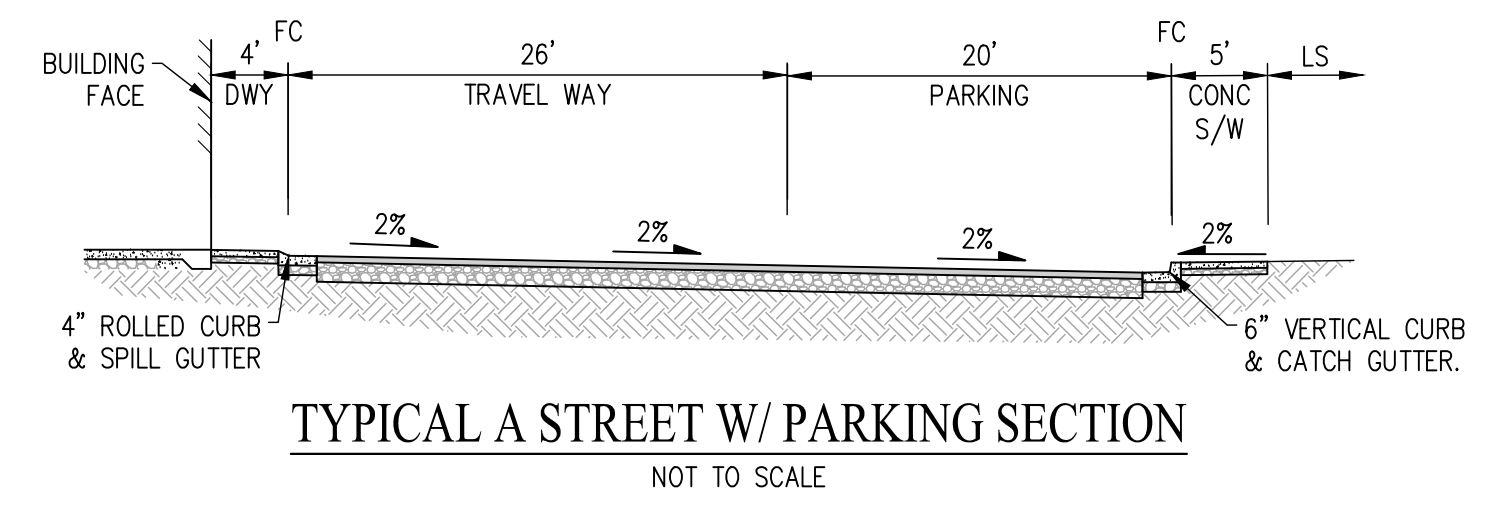 BUILDING
FACE
4’
DWY
FC
26’
TRAVEL WAY
20’
PARKING
FC
5’
CONC
S/W
LS
2%
2%
2%
2%
4” ROLLED CURB
& SPILL GUTTER
6” VERTICAL CURB
& CATCH GUTTER.
TYPICAL A STREET W/ PARKING SECTION
NOT TO SCALE